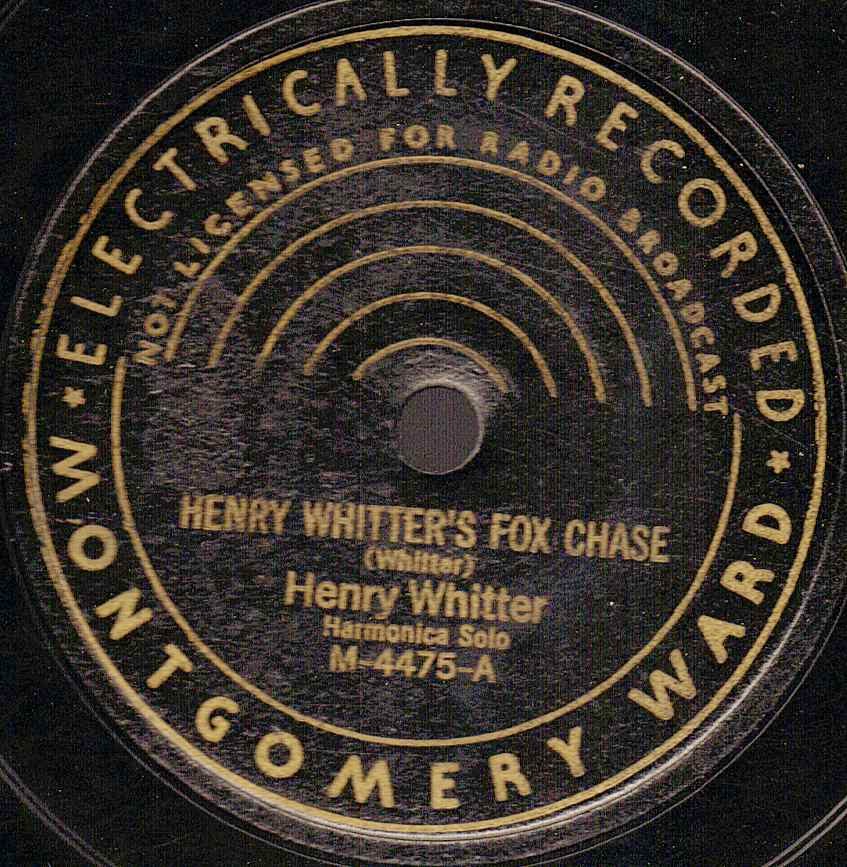 ELECTRICALLY RECORDED
NOT LICENSED FOR RADIO BROADCAST
HENRY WHITTER'S FOX CHASE
(Whitter)
Henry Whitter
Harmonica Solo
M-4475-A
MONTGOMERY WARD